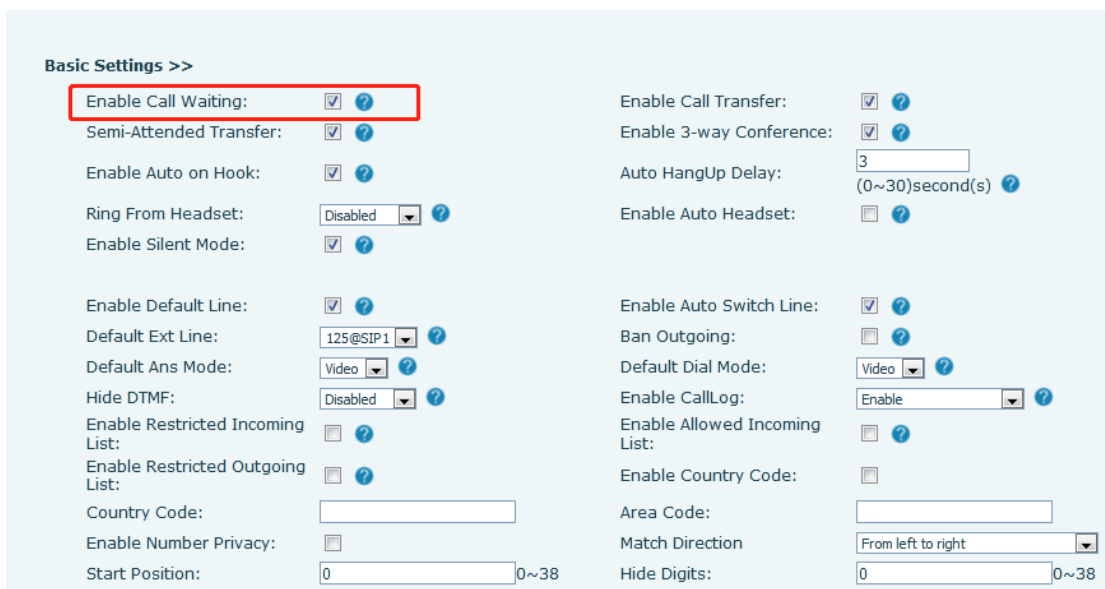 Basic Settings >>
Enable Call Waiting: ? Enable Call Transfer: ?
Semi-Attended Transfer: ? Enable 3-way Conference: ?
Enable Auto on Hook: ? Auto HangUp Delay: 3
(0~30)second(s) ?
Ring From Headset: Disabled ? Enable Auto Headset: ?
Enable Silent Mode: ?
Enable Default Line: ? Enable Auto Switch Line: ?
Default Ext Line: 125@SIP1 ? Ban Outgoing: ?
Default Ans Mode: Video ? Default Dial Mode: Video ?
Hide DTMF: Disabled ? Enable CallLog: Enable ?
Enable Restricted Incoming
List: ? Enable Allowed Incoming
List: ?
Enable Restricted Outgoing
List: ? Enable Country Code:
Country Code: Area Code:
Enable Number Privacy: Match Direction From left to right
Start Position: 0 0~38 Hide Digits: 0 0~38